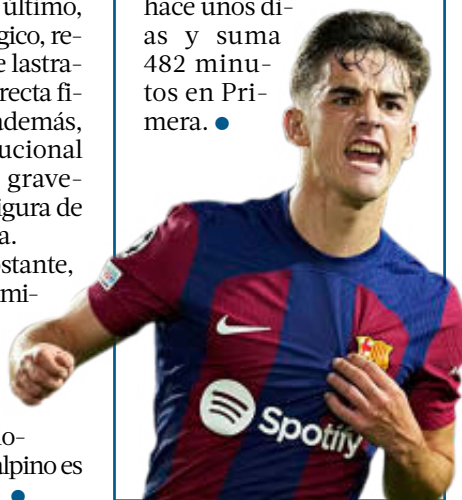 último,
gico, re-
e lastra-
recta fi-
además,
ucional
grave-
igura de
a.
stante,
mi-
o-
alpino es
hace unos dí-
as y suma
482 minu-
tos en Pri-
mera.
Spotify